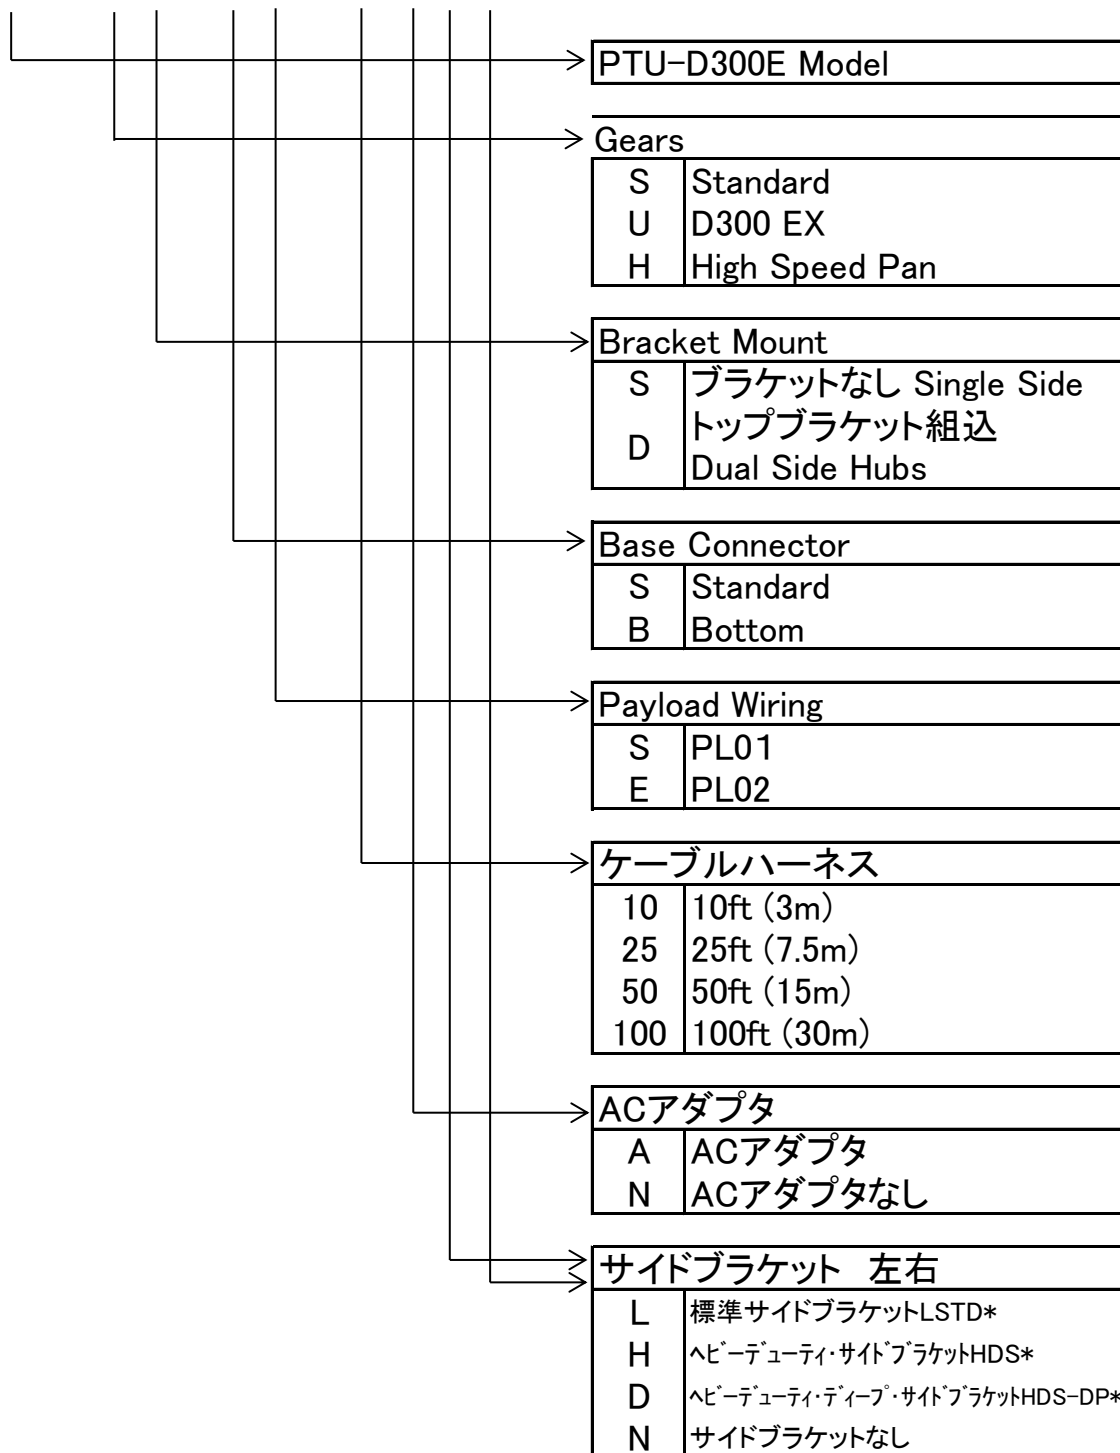 PTU-D300E Model
Gears
S Standard
U D300 EX
H High Speed Pan
Bracket Mount
S ブラケットなし Single Side
D トップブラケット組込
Dual Side Hubs
Base Connector
S Standard
B Bottom
Payload Wiring
S PL01
E PL02
ケーブルハーネス
10 10ft (3m)
25 25ft (7.5m)
50 50ft (15m)
100 100ft (30m)
ACアダプタ
A ACアダプタ
N ACアダプタなし
サイドブラケット 左右
L 標準サイドブラケットLSTD*
H ﾍﾋﾞｰﾃﾞｭｰﾃｨ･ｻｲﾄﾞﾌﾞﾗｹｯﾄHDS*
D ﾍﾋﾞｰﾃﾞｭｰﾃｨ･ﾃﾞｨｰﾌﾟ･ｻｲﾄﾞﾌﾞﾗｹｯﾄHDS-DP*
N サイドブラケットなし